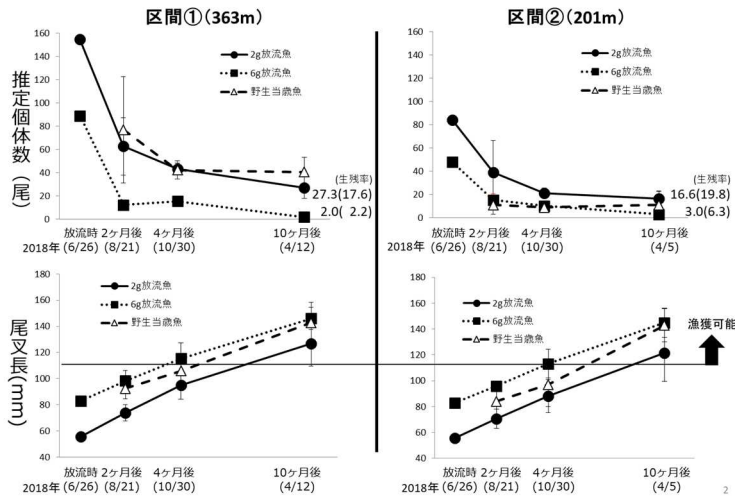 区間①(363m)
区間②(201m)
推定個体数(尾)
160
140
120
100
80
60
40
20
0
2g放流魚
6g放流魚
野生当歳魚
(生残率)
27.3(17.6)
2.0( 2.2)
放流時 2ヶ月後 4ヶ月後 10ヶ月後
2018年 (6/26) (8/21) (10/30) (4/12)
160
140
120
100
80
60
40
20
0
2g放流魚
6g放流魚
野生当歳魚
(生残率)
16.6(19.8)
3.0(6.3)
放流時 2ヶ月後 4ヶ月後 10ヶ月後
2018年 (6/26) (8/21) (10/30) (4/5)
尾叉長(mm)
180
160
140
120
100
80
60
40
2g放流魚
6g放流魚
野生当歳魚
放流時 2ヶ月後 4ヶ月後 10ヶ月後
2018年 (6/26) (8/21) (10/30) (4/12)
180
160
140
120
100
80
60
40
2g放流魚
6g放流魚
野生当歳魚
漁獲可能
放流時 2ヶ月後 4ヶ月後 10ヶ月後
2018年 (6/26) (8/21) (10/30) (4/5)
2